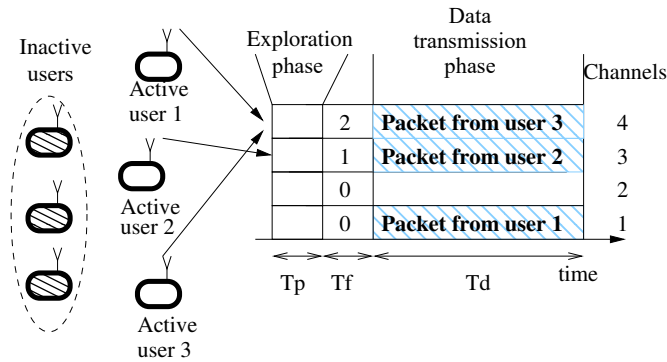 Inactive
users
Active
user 1
Active
user 2
Active
user 3
Exploration
phase
Data
transmission
phase
Channels
2 Packet from user 3 4
1 Packet from user 2 3
0 2
0 Packet from user 1 1
Tp Tf Td time